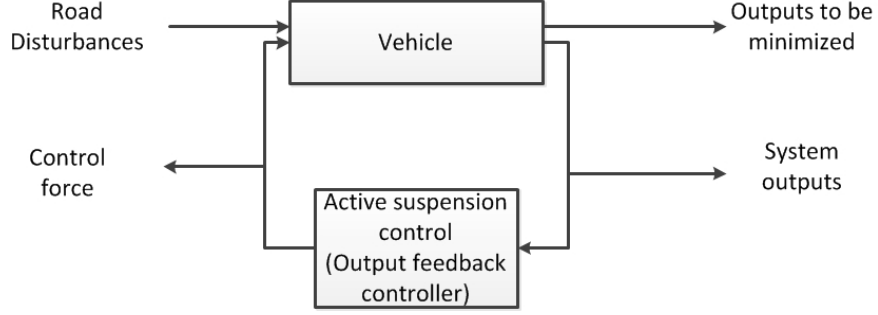 Road
Disturbances
Vehicle
Outputs to be
minimized
Control
force
System
outputs
Active suspension
control
(Output feedback
controller)